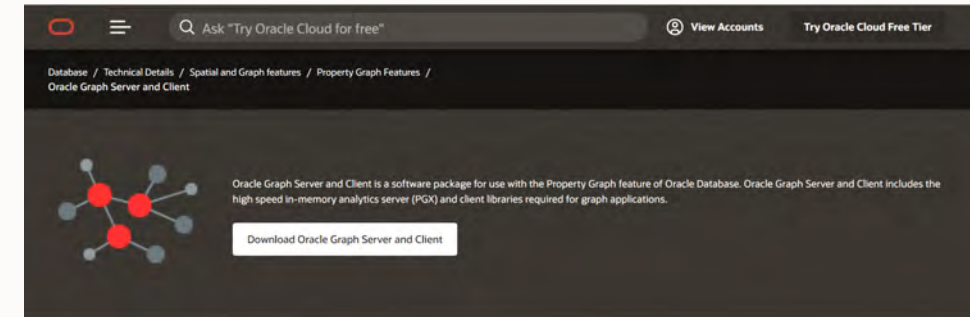 Ask "Try Oracle Cloud for free"
View Accounts
Try Oracle Cloud Free Tier
Database / Technical Details / Spatial and Graph features / Property Graph Features /
Oracle Graph Server and Client
Oracle Graph Server and Client is a software package for use with the Property Graph feature of Oracle Database. Oracle Graph Server and Client includes the
high speed in-memory analytics server (PGX) and client libraries required for graph applications.
Download Oracle Graph Server and Client